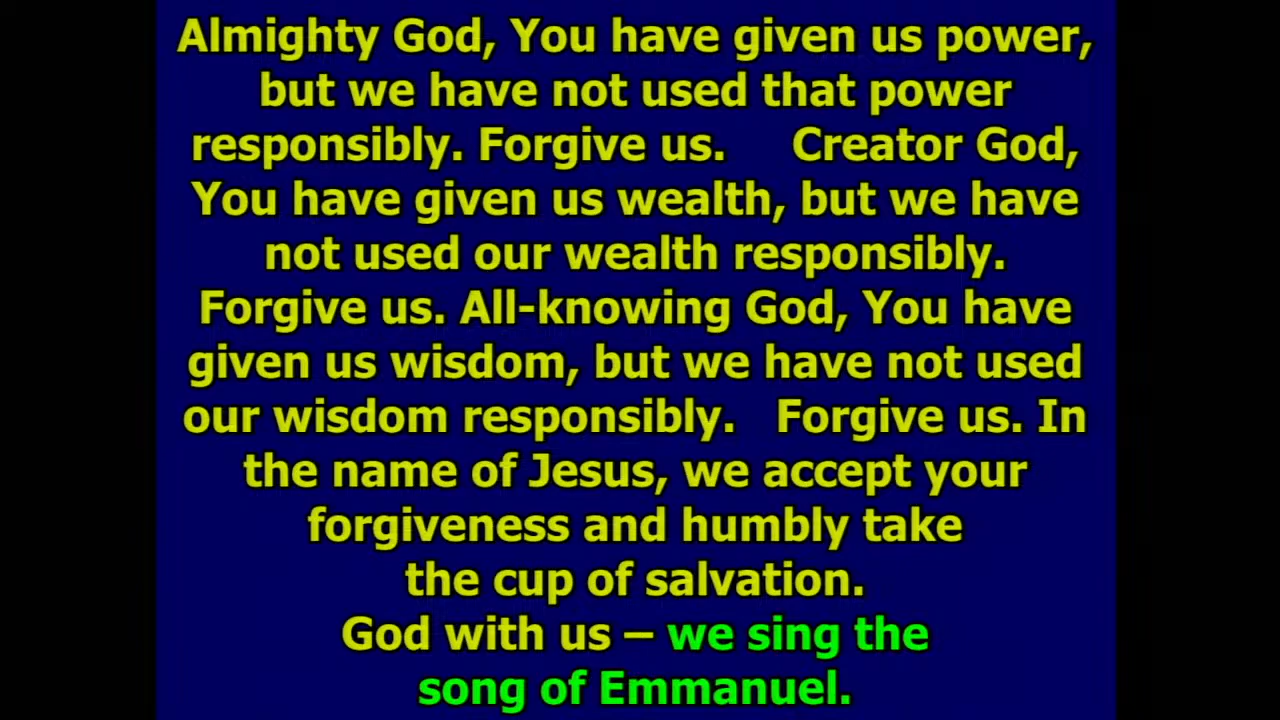 Almighty God, You have given us power,
but we have not used that power
responsibly. Forgive us. Creator God,
You have given us wealth, but we have
not used our wealth responsibly.
Forgive us. All-knowing God, You have
given us wisdom, but we have not used
our wisdom responsibly. Forgive us. In
the name of Jesus, we accept your
forgiveness and humbly take
the cup of salvation.
God with us – we sing the
song of Emmanuel.